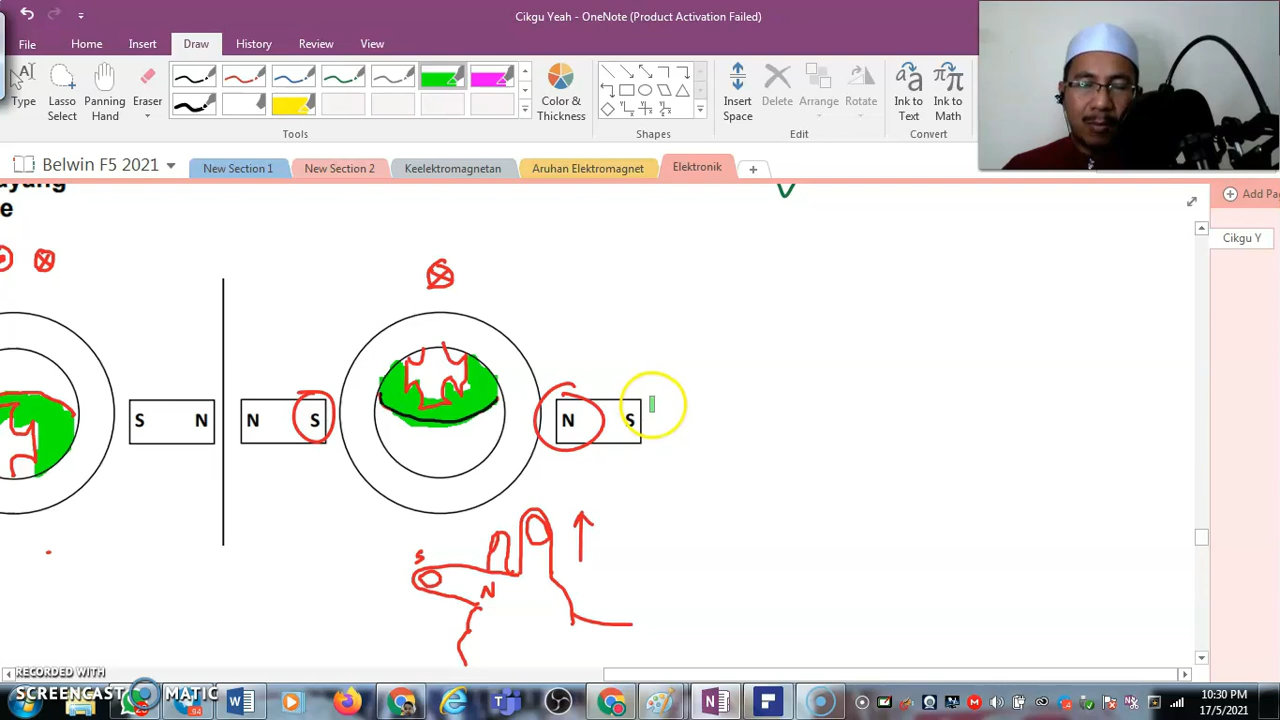 Cikgu Yeah - OneNote (Product Activation Failed)
File Home Insert Draw History Review View
Type
Lasso Select
Panning Hand
Eraser
Color & Thickness
Insert Space
Delete
Arrange
Rotate
Ink to Text
Ink to Math
Tools
Shapes
Edit
Convert
Belwin F5 2021
New Section 1
New Section 2
Keelektromagnetan
Aruhan Elektromagnet
Elektronik
Add Pa
Cikgu Y
e
S N
N S
N S
S
N
RECORDED WITH
SCREENCAST MATIC
10:30 PM
17/5/2021